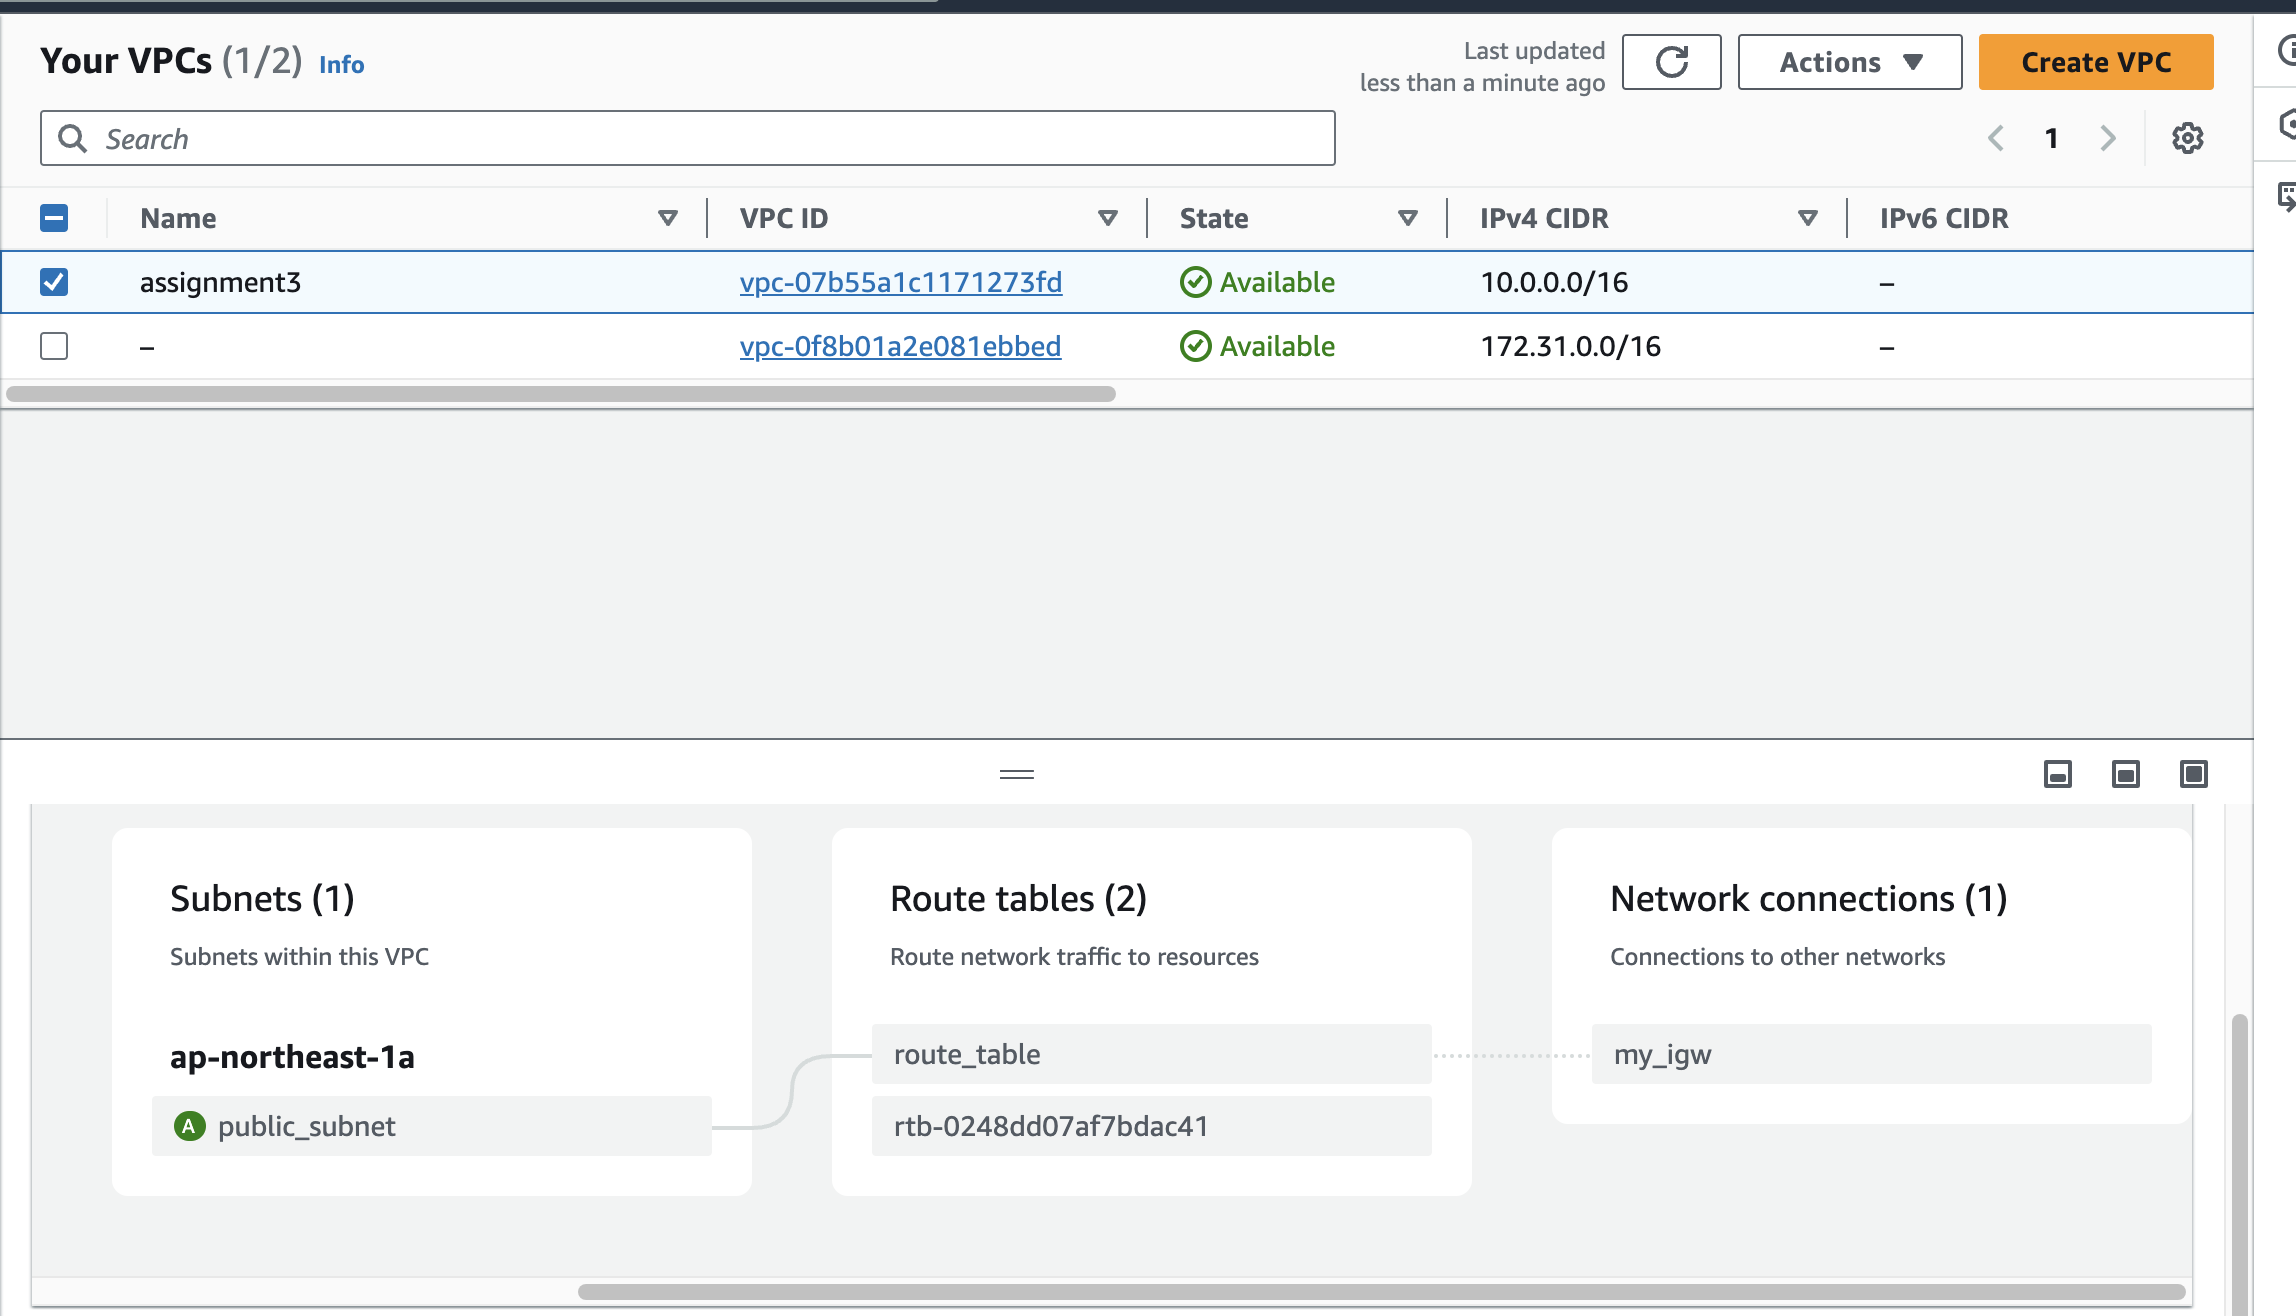 Your VPCs (1/2) Info
Last updated
less than a minute ago
Actions
Create VPC
Search
1
Name VPC ID State IPv4 CIDR IPv6 CIDR
assignment3 vpc-07b55a1c1171273fd Available 10.0.0.0/16 –
– vpc-0f8b01a2e081ebbed Available 172.31.0.0/16 –
Subnets (1)
Subnets within this VPC
ap-northeast-1a
A public_subnet
Route tables (2)
Route network traffic to resources
route_table
rtb-0248dd07af7bdac41
Network connections (1)
Connections to other networks
my_igw